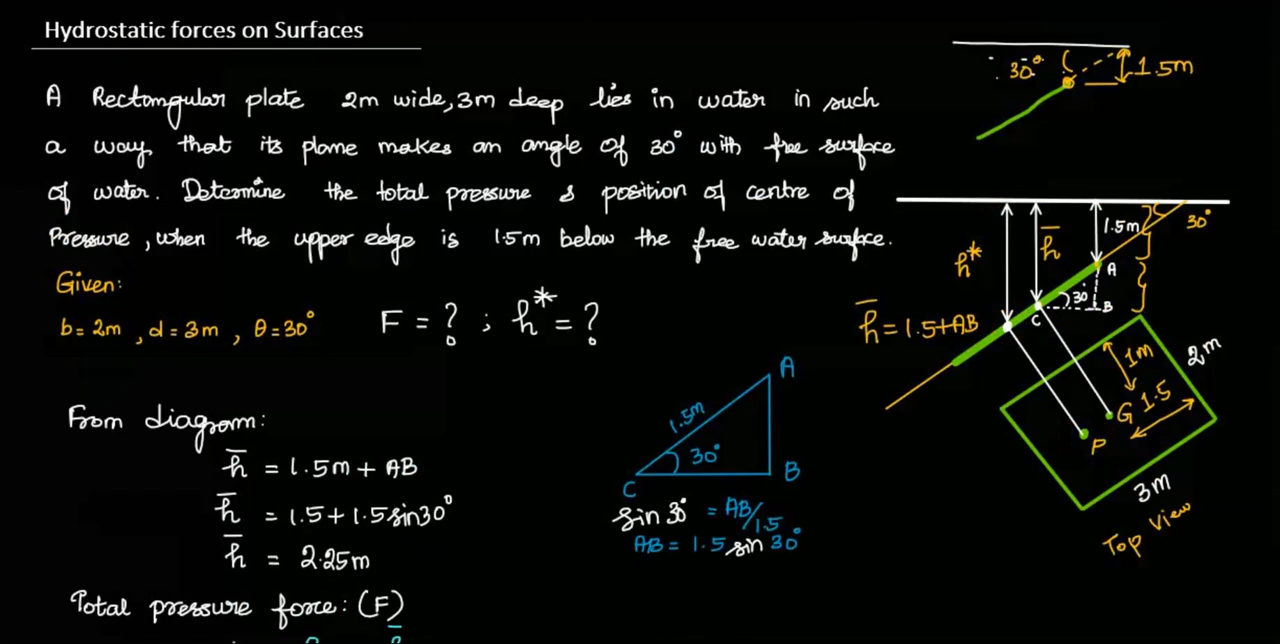 Hydrostatic forces on Surfaces
A Rectangular plate 2m wide, 3m deep lies in water in such
a way that its plane makes an angle of 30° with free surface
of water. Determine the total pressure & position of centre of
Pressure, when the upper edge is 1.5m below the free water surface.
Given:
b = 2m, d = 3m, θ = 30°
F = ? ; h* = ?
From diagram:
h̄ = 1.5m + AB
h̄ = 1.5 + 1.5 sin 30°
h̄ = 2.25m
Total pressure force: (F)
A
1.5m
30°
C
B
sin 30° = AB/1.5
AB = 1.5 sin 30°
30°
1.5m
30°
1.5m
h*
h̄
A
30°
B
C
h̄ = 1.5+AB
1m
2m
G
1.5
P
3m
Top View